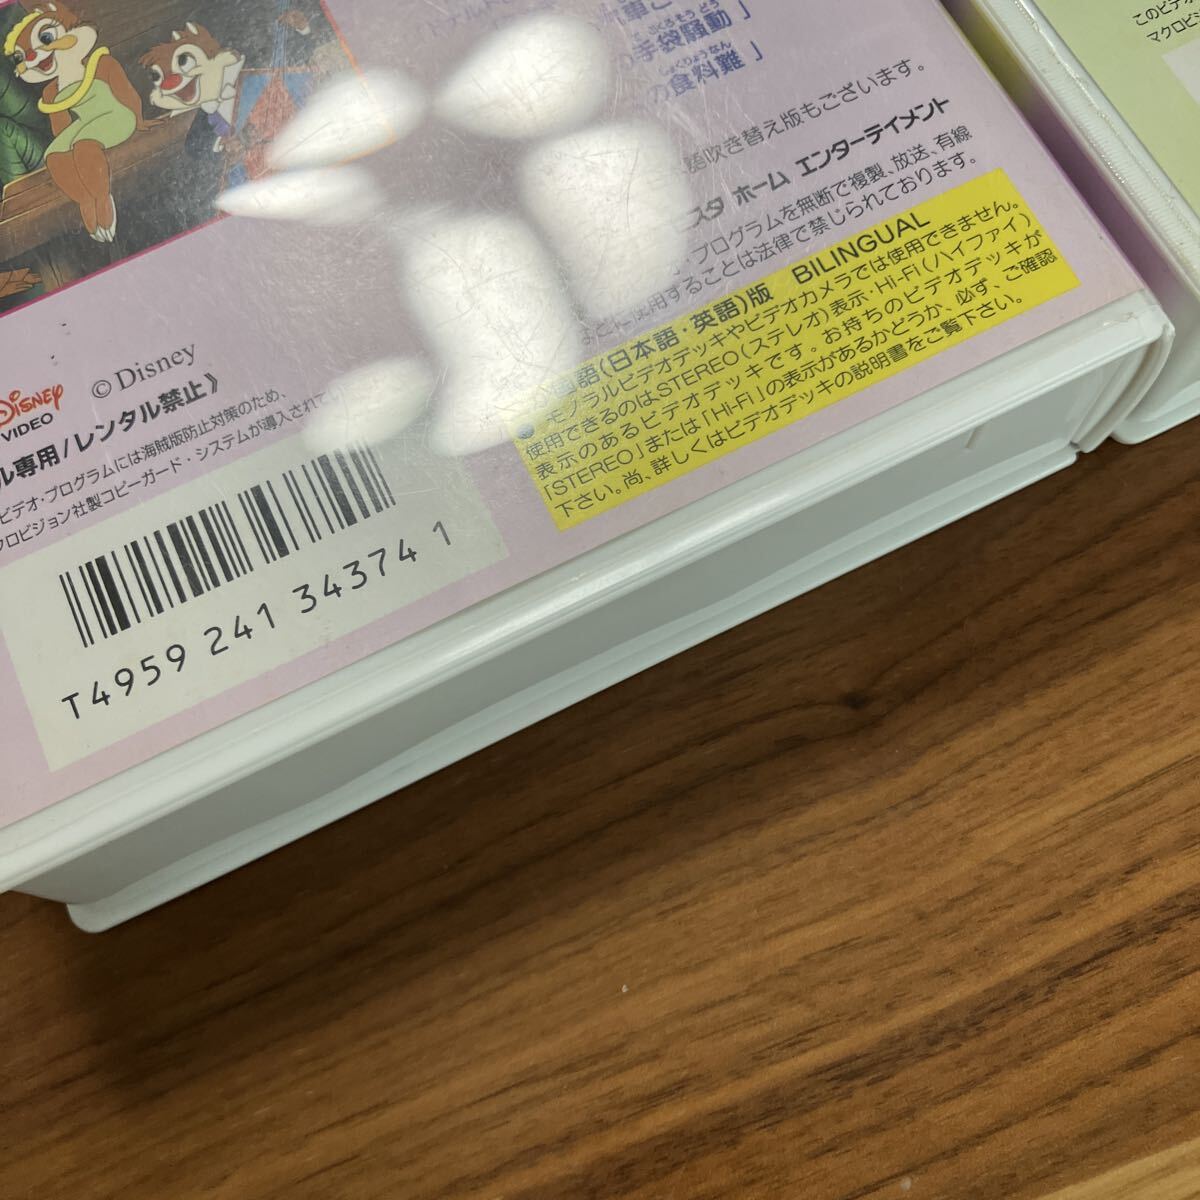 手袋騒動」
の食料難」
吹き替え版もございます。
スタ ホーム エンターテイメント
プログラムを無断で複製、放送、有線
使用することは法律で禁じられております。
(日本語・英語)版 BILINGUAL
● モノラルビデオデッキやビデオカメラでは使用できません。
使用できるのはSTEREO(ステレオ)表示・Hi-Fi(ハイファイ)
表示のあるビデオデッキです。お持ちのビデオデッキが
「STEREO」または「Hi-Fi」の表示があるかどうか、必ず、ご確認
下さい。尚、詳しくはビデオデッキの説明書をご覧下さい。
© Disney
DISNEY
VIDEO
ル専用/レンタル禁止》
ビデオ・プログラムには海賊版防止対策のため、
クロビジョン社製コピーガード・システムが導入されてい
T4959 241 34374 1
このビデオ
マクロビジ